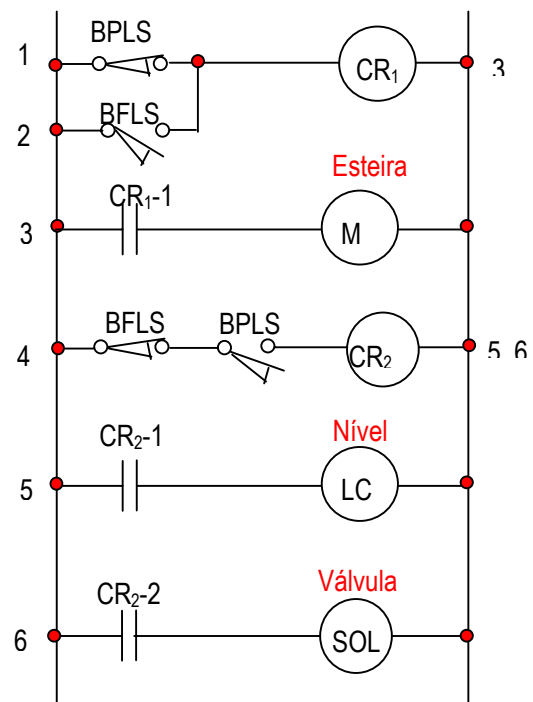 1 BPLS CR₁ 3
2 BFLS
Esteira
3 CR₁-1 M
4 BFLS BPLS CR₂ 5 6
Nível
5 CR₂-1 LC
Válvula
6 CR₂-2 SOL